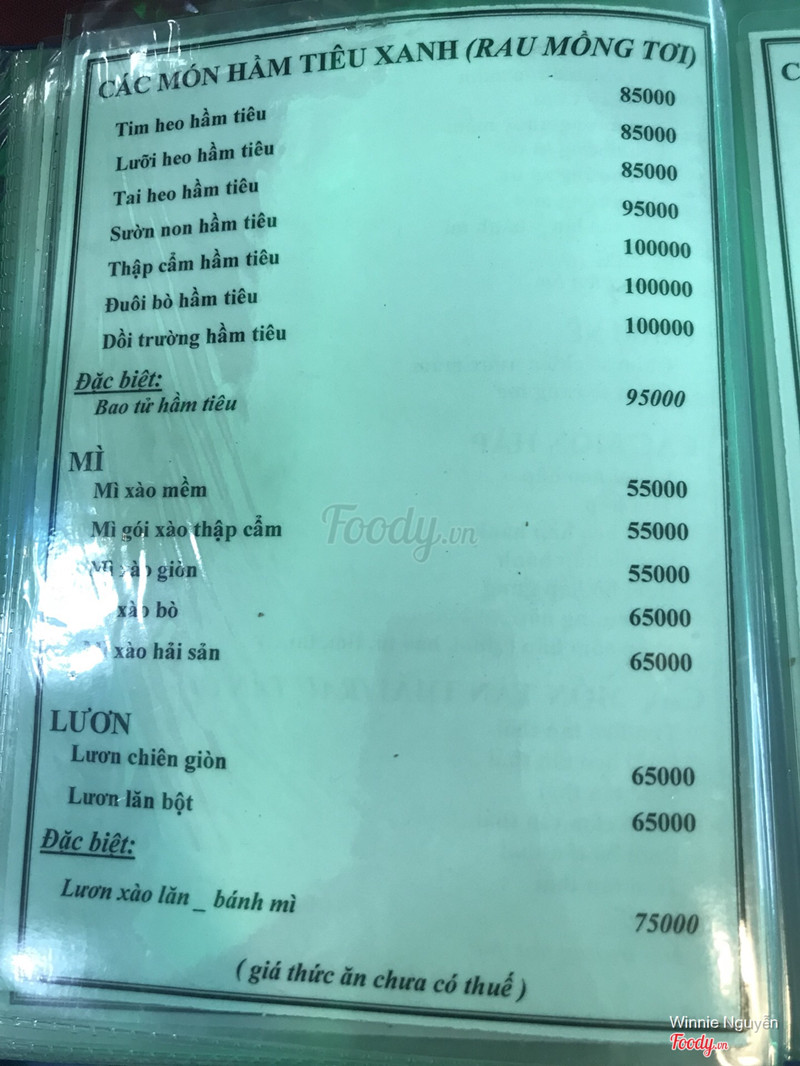 CÁC MÓN HẦM TIÊU XANH (RAU MỒNG TƠI)
Tim heo hầm tiêu 85000
Lưỡi heo hầm tiêu 85000
Tai heo hầm tiêu 85000
Sườn non hầm tiêu 95000
Thập cẩm hầm tiêu 100000
Đuôi bò hầm tiêu 100000
Dồi trường hầm tiêu 100000
Đặc biệt:
Bao tử hầm tiêu 95000
MÌ
Mì xào mềm 55000
Mì gói xào thập cẩm 55000
Mì xào giòn 55000
xào bò 65000
Mì xào hải sản 65000
LƯƠN
Lươn chiên giòn 65000
Lươn lăn bột 65000
Đặc biệt:
Lươn xào lăn _ bánh mì 75000
( giá thức ăn chưa có thuế )
Foody.vn
Winnie Nguyễn
Foody.vn
C